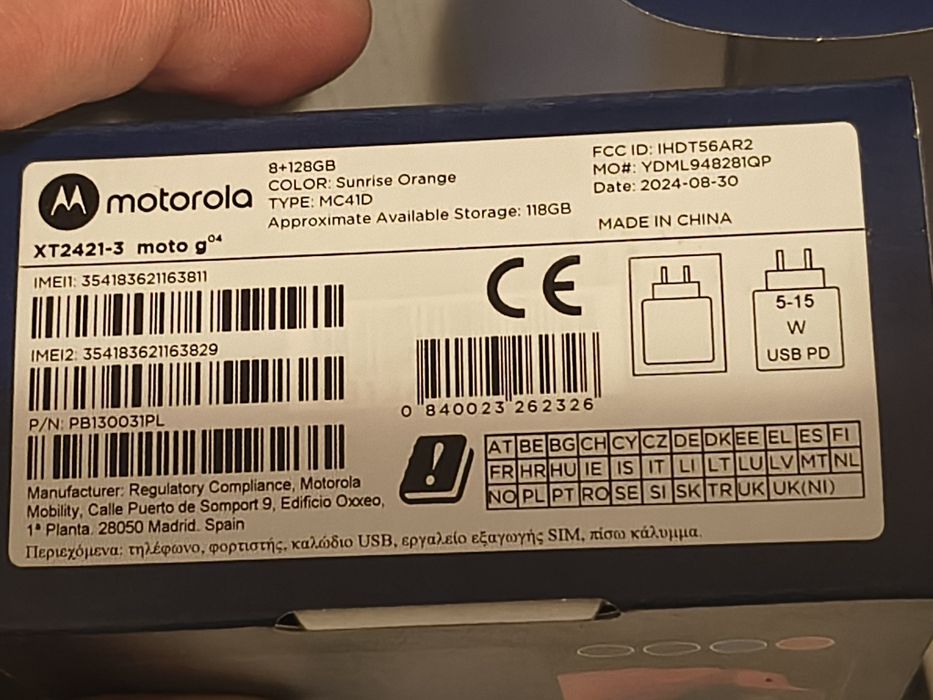 motorola
8+128GB
COLOR: Sunrise Orange
TYPE: MC41D
Approximate Available Storage: 118GB
FCC ID: IHDT56AR2
MO#: YDML948281QP
Date: 2024-08-30
MADE IN CHINA
XT2421-3 moto g⁰⁴
IMEI1: 354183621163811
IMEI2: 354183621163829
P/N: PB130031PL
CE
5-15
W
USB PD
0 840023 262326
AT BE BG CH CY CZ DE DK EE EL ES FI
FR HR HU IE IS IT LI LT LU LV MT NL
NO PL PT RO SE SI SK TR UK UK(NI)
Manufacturer: Regulatory Compliance, Motorola
Mobility, Calle Puerto de Somport 9, Edificio Oxxeo,
1ª Planta. 28050 Madrid. Spain
Περιεχόμενα: τηλέφωνο, φορτιστής, καλώδιο USB, εργαλείο εξαγωγής SIM, πίσω κάλυμμα.